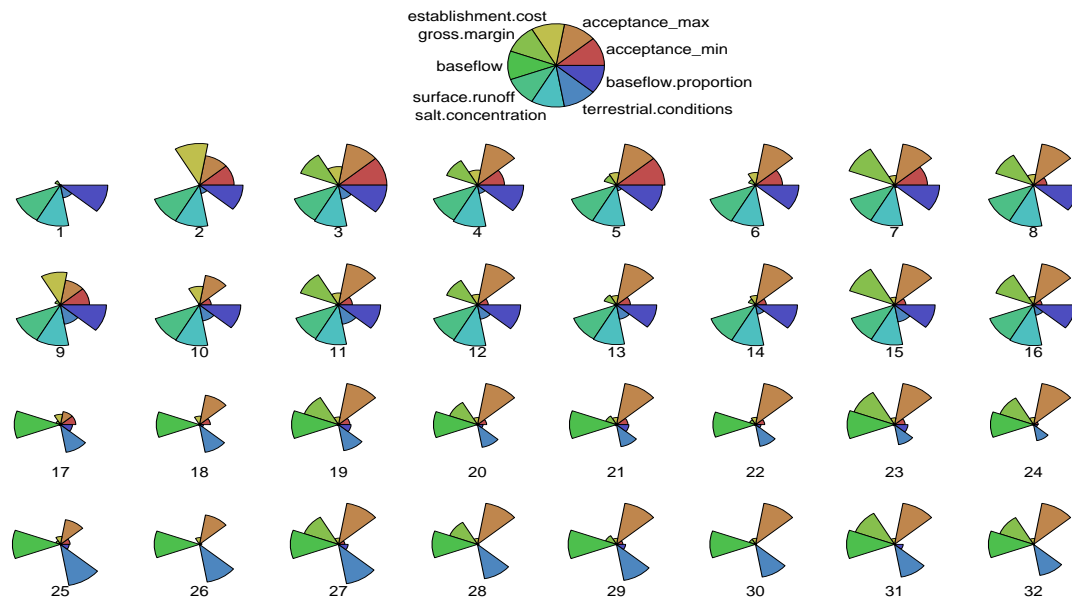 establishment.cost
acceptance_max
gross.margin
acceptance_min
baseflow
baseflow.proportion
surface.runoff
terrestrial.conditions
salt.concentration
1 2 3 4 5 6 7 8
9 10 11 12 13 14 15 16
17 18 19 20 21 22 23 24
25 26 27 28 29 30 31 32